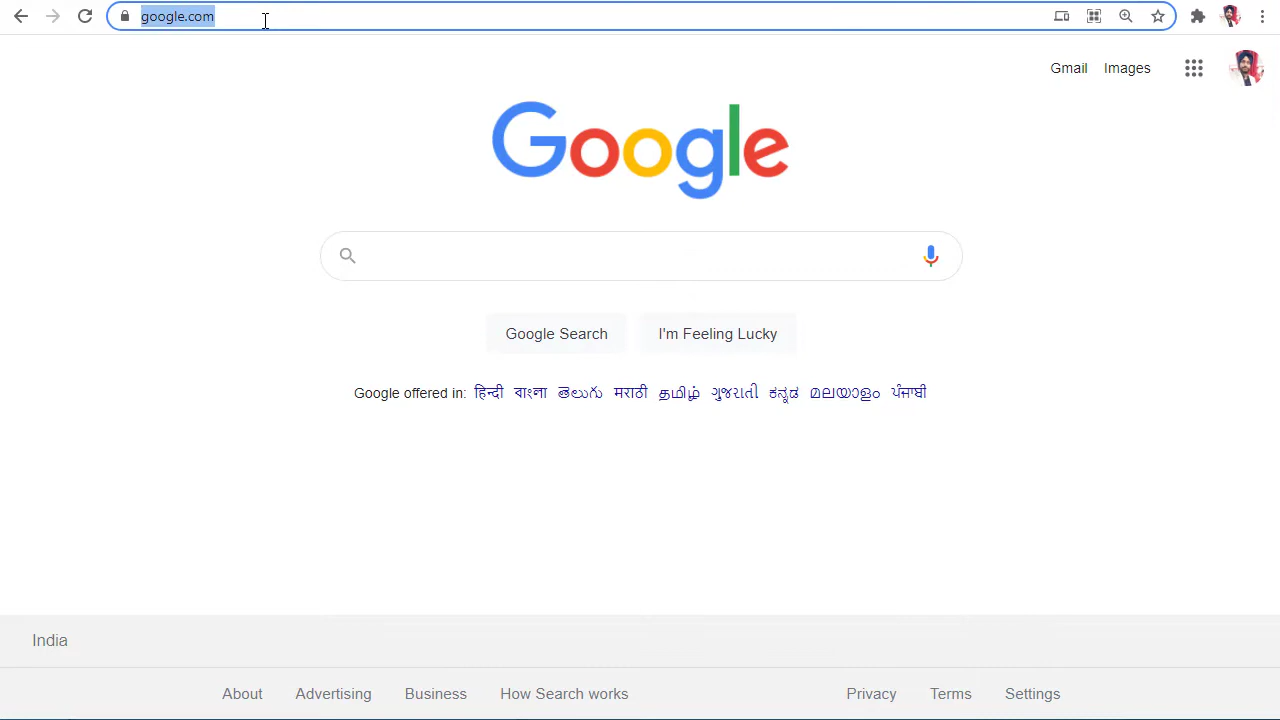 google.com
Gmail Images
Google
Google Search I'm Feeling Lucky
Google offered in: हिन्दी বাংলা తెలుగు मराठी தமிழ் ગુજરાતી ಕನ್ನಡ മലയാളം ਪੰਜਾਬੀ
India
About Advertising Business How Search works Privacy Terms Settings